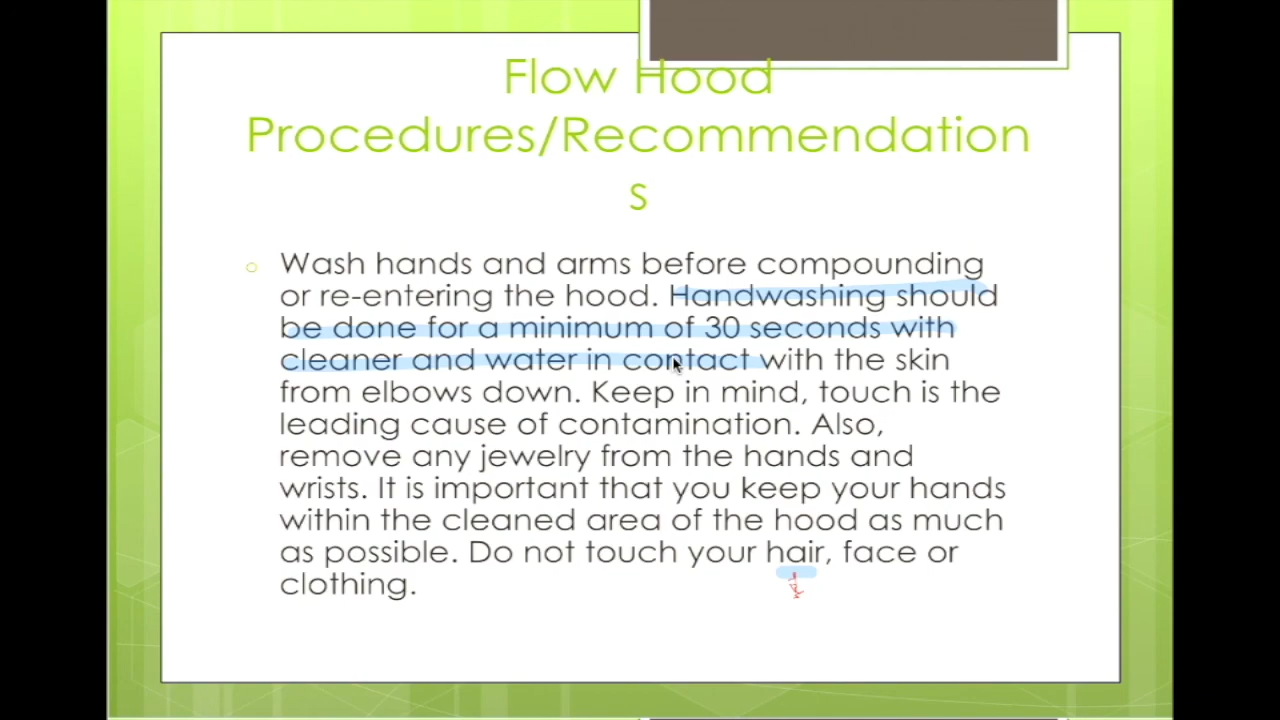 Flow Hood
Procedures/Recommendation
s
Wash hands and arms before compounding
or re-entering the hood. Handwashing should
be done for a minimum of 30 seconds with
cleaner and water in contact with the skin
from elbows down. Keep in mind, touch is the
leading cause of contamination. Also,
remove any jewelry from the hands and
wrists. It is important that you keep your hands
within the cleaned area of the hood as much
as possible. Do not touch your hair, face or
clothing.